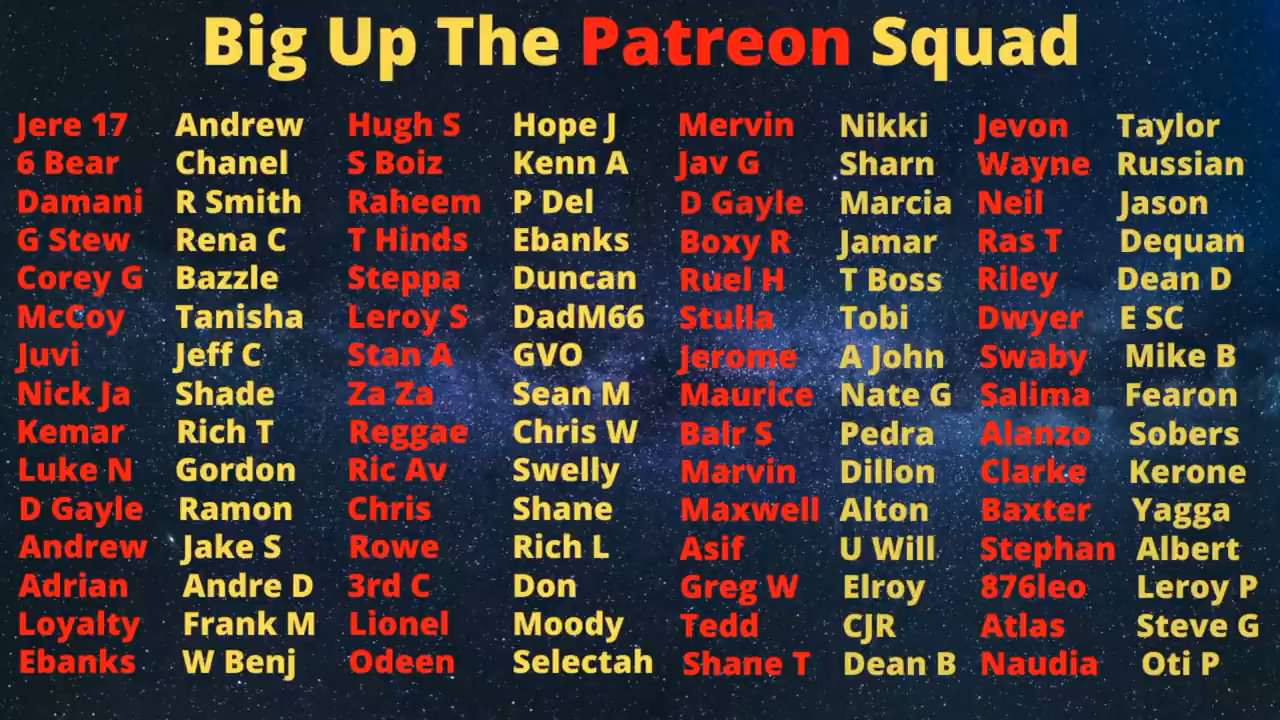 Big Up The Patreon Squad
Jere 17 Andrew Hugh S Hope J Mervin Nikki Jevon Taylor
6 Bear Chanel S Boiz Kenn A Jav G Sharn Wayne Russian
Damani R Smith Raheem P Del D Gayle Marcia Neil Jason
G Stew Rena C T Hinds Ebanks Boxy R Jamar Ras T Dequan
Corey G Bazzle Steppa Duncan Ruel H T Boss Riley Dean D
McCoy Tanisha Leroy S DadM66 Stulla Tobi Dwyer E SC
Juvi Jeff C Stan A GVO Jerome A John Swaby Mike B
Nick Ja Shade Za Za Sean M Maurice Nate G Salima Fearon
Kemar Rich T Reggae Chris W Balr S Pedra Alanzo Sobers
Luke N Gordon Ric Av Swelly Marvin Dillon Clarke Kerone
D Gayle Ramon Chris Shane Maxwell Alton Baxter Yagga
Andrew Jake S Rowe Rich L Asif U Will Stephan Albert
Adrian Andre D 3rd C Don Greg W Elroy 876leo Leroy P
Loyalty Frank M Lionel Moody Tedd CJR Atlas Steve G
Ebanks W Benj Odeen Selectah Shane T Dean B Naudia Oti P